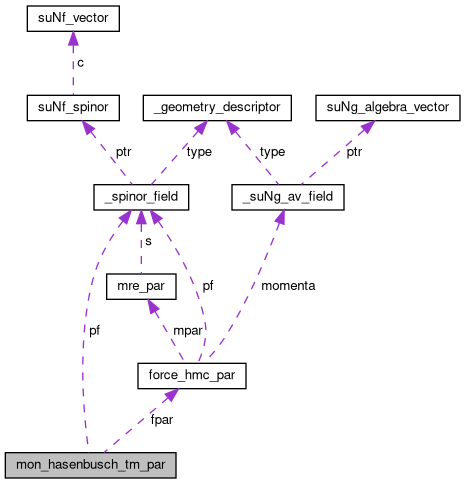 suNf_vector
c
suNf_spinor
_geometry_descriptor
suNg_algebra_vector
ptr
type
type
ptr
_spinor_field
_suNg_av_field
s
mre_par
pf
momenta
pf
mpar
force_hmc_par
fpar
mon_hasenbusch_tm_par